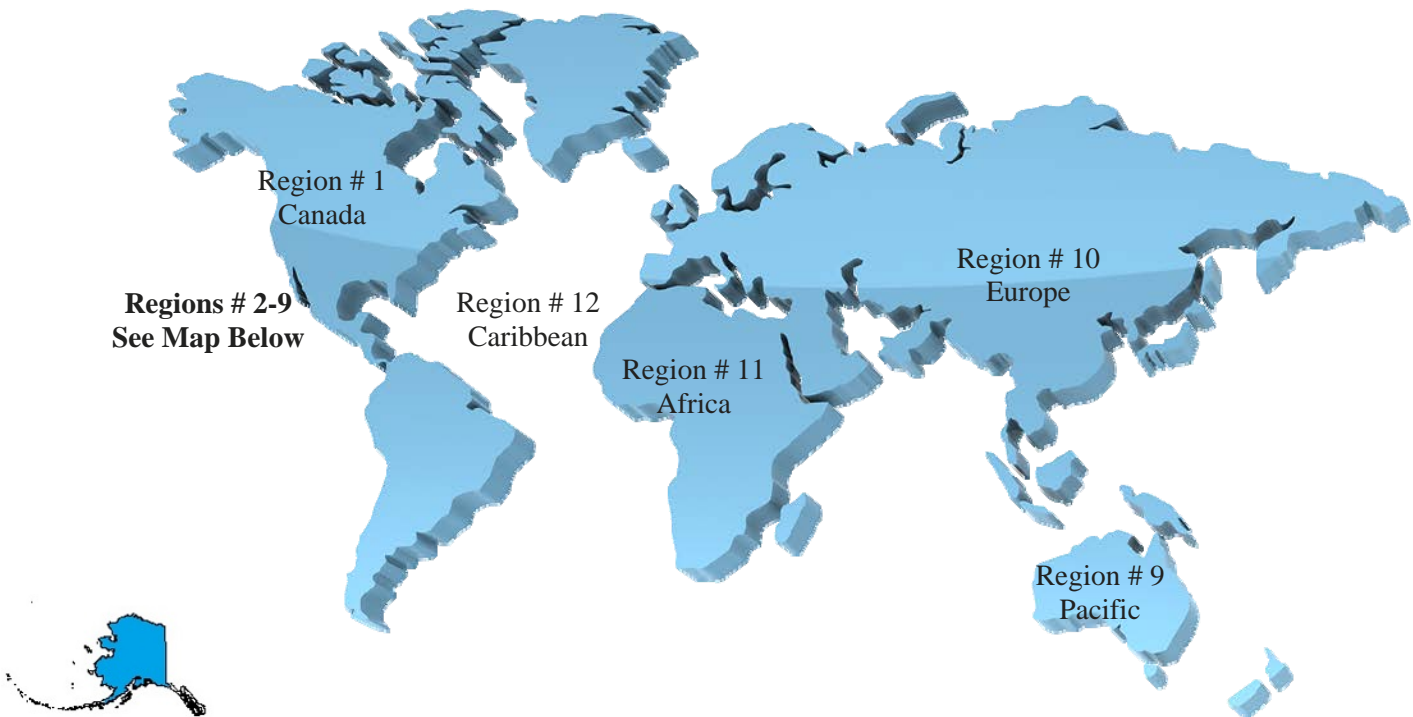 Region # 1
Canada
Regions # 2-9
See Map Below
Region # 12
Caribbean
Region # 10
Europe
Region # 11
Africa
Region # 9
Pacific